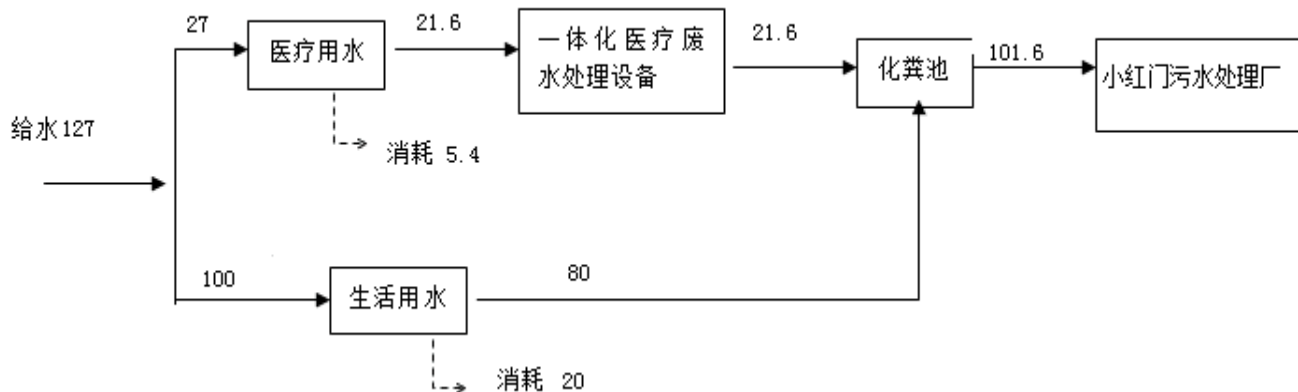 27
医疗用水
21.6
一体化医疗废
水处理设备
21.6
化粪池
101.6
小红门污水处理厂
给水127
消耗 5.4
100
生活用水
80
消耗 20